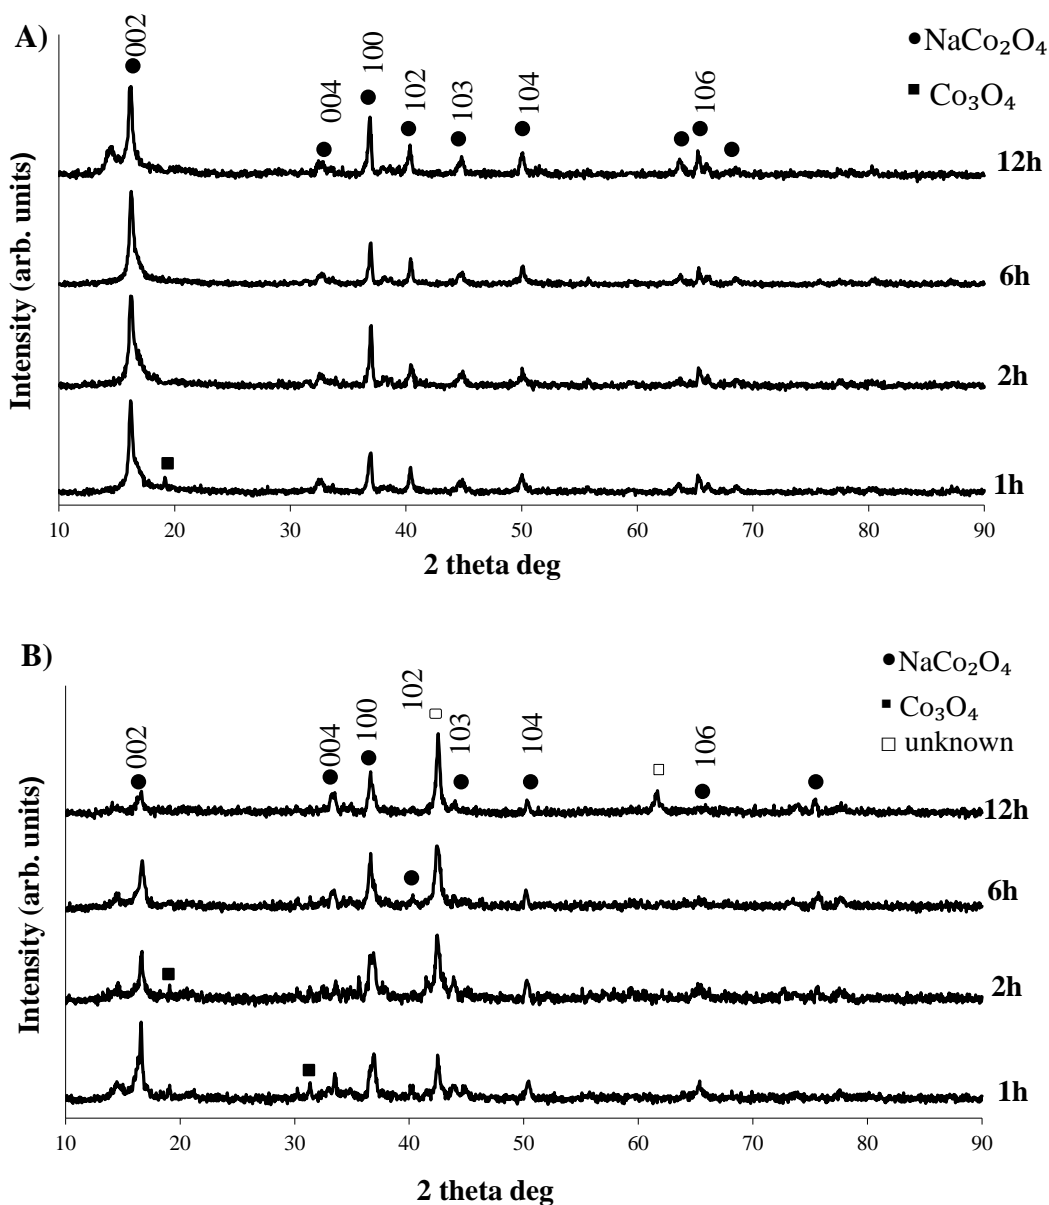 A)
● NaCo₂O₄
■ Co₃O₄
002
004
100
102
103
104
106
12h
6h
2h
1h
Intensity (arb. units)
10 20 30 40 50 60 70 80 90
2 theta deg
B)
● NaCo₂O₄
■ Co₃O₄
□ unknown
002
004
100
102
103
104
106
12h
6h
2h
1h
Intensity (arb. units)
10 20 30 40 50 60 70 80 90
2 theta deg